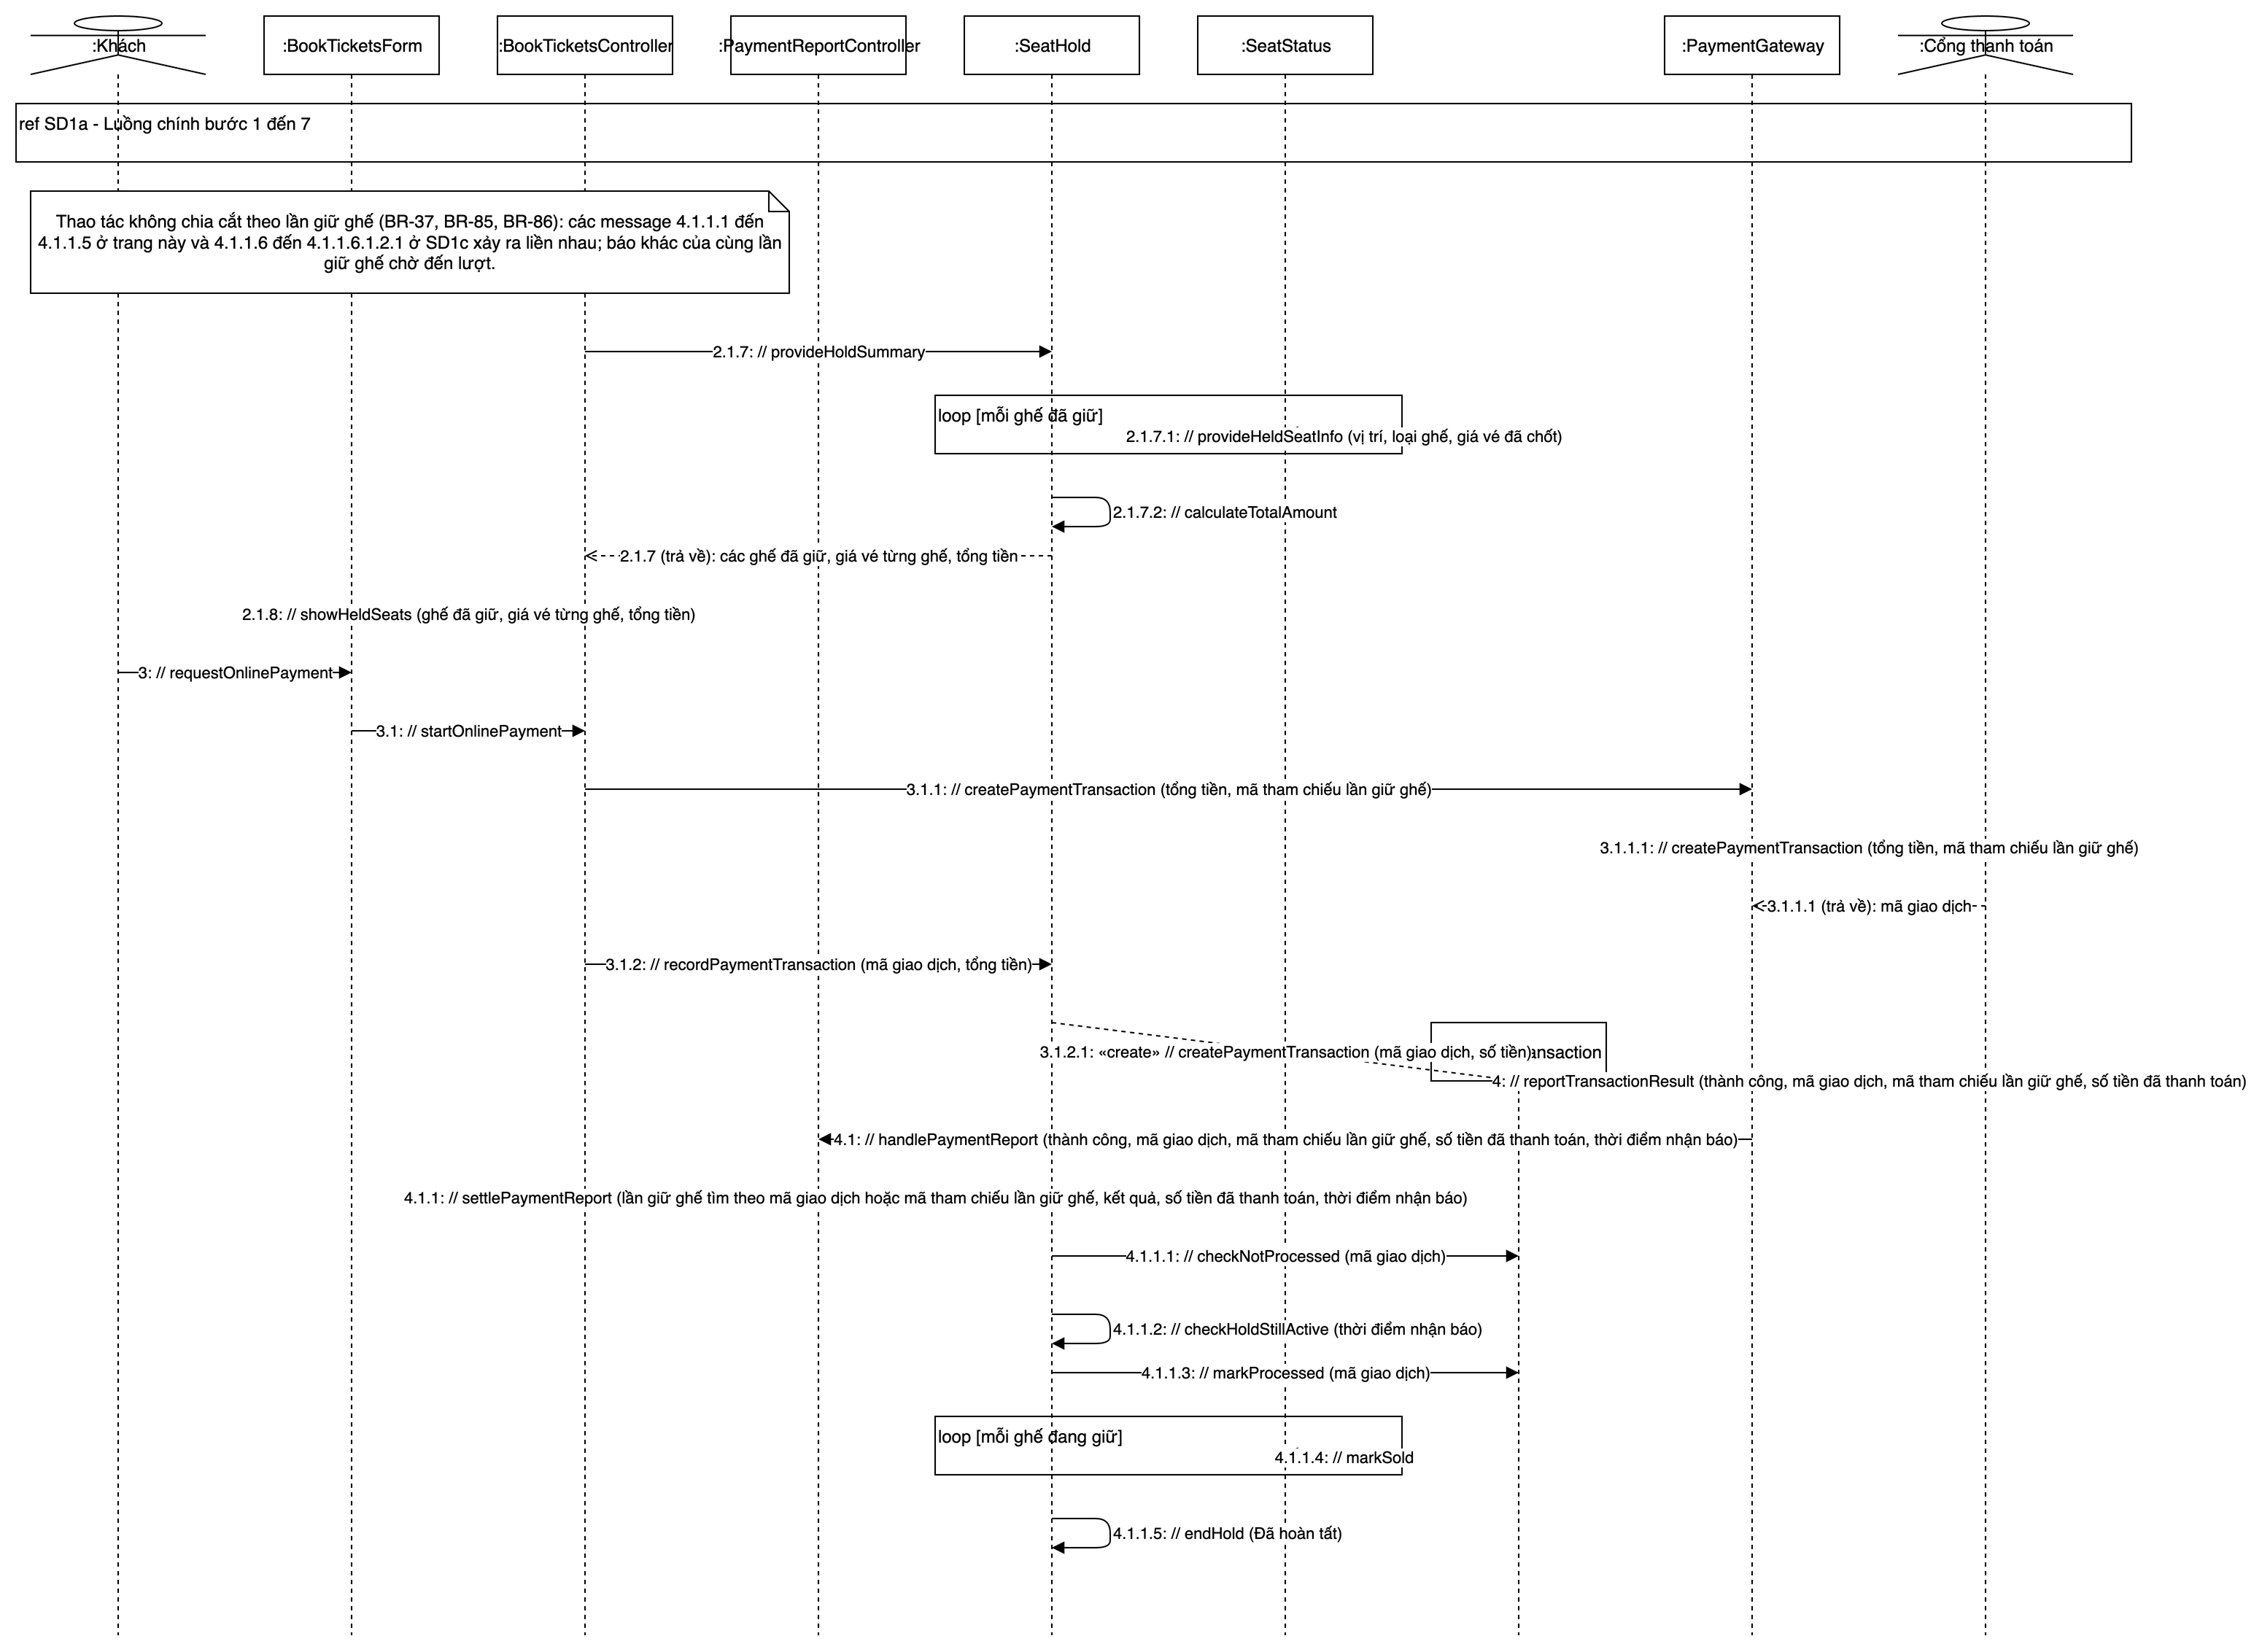 :Khách
:BookTicketsForm
:BookTicketsController
:PaymentReportController
:SeatHold
:SeatStatus
:PaymentGateway
:Cổng thanh toán
ref SD1a - Luồng chính bước 1 đến 7
Thao tác không chia cắt theo lần giữ ghế (BR-37, BR-85, BR-86): các message 4.1.1.1 đến
4.1.1.5 ở trang này và 4.1.1.6 đến 4.1.1.6.1.2.1 ở SD1c xảy ra liền nhau; báo khác của cùng lần
giữ ghế chờ đến lượt.
2.1.7: // provideHoldSummary
loop [mỗi ghế đã giữ]
2.1.7.1: // provideHeldSeatInfo (vị trí, loại ghế, giá vé đã chốt)
2.1.7.2: // calculateTotalAmount
2.1.7 (trả về): các ghế đã giữ, giá vé từng ghế, tổng tiền
2.1.8: // showHeldSeats (ghế đã giữ, giá vé từng ghế, tổng tiền)
3: // requestOnlinePayment
3.1: // startOnlinePayment
3.1.1: // createPaymentTransaction (tổng tiền, mã tham chiếu lần giữ ghế)
3.1.1.1: // createPaymentTransaction (tổng tiền, mã tham chiếu lần giữ ghế)
3.1.1.1 (trả về): mã giao dịch
3.1.2: // recordPaymentTransaction (mã giao dịch, tổng tiền)
3.1.2.1: «create» // createPaymentTransaction (mã giao dịch, số tiền)
ansaction
4: // reportTransactionResult (thành công, mã giao dịch, mã tham chiếu lần giữ ghế, số tiền đã thanh toán)
4.1: // handlePaymentReport (thành công, mã giao dịch, mã tham chiếu lần giữ ghế, số tiền đã thanh toán, thời điểm nhận báo)
4.1.1: // settlePaymentReport (lần giữ ghế tìm theo mã giao dịch hoặc mã tham chiếu lần giữ ghế, kết quả, số tiền đã thanh toán, thời điểm nhận báo)
4.1.1.1: // checkNotProcessed (mã giao dịch)
4.1.1.2: // checkHoldStillActive (thời điểm nhận báo)
4.1.1.3: // markProcessed (mã giao dịch)
loop [mỗi ghế đang giữ]
4.1.1.4: // markSold
4.1.1.5: // endHold (Đã hoàn tất)